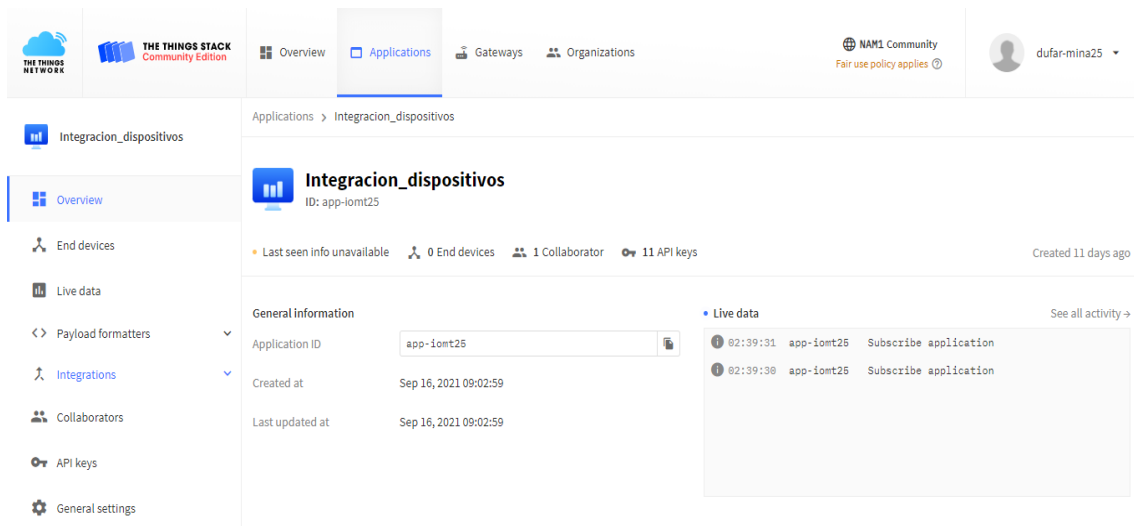 THE THINGS
NETWORK
THE THINGS STACK
Community Edition
Overview
Applications
Gateways
Organizations
NAM1 Community
Fair use policy applies
dufar-mina25
Integracion_dispositivos
Overview
End devices
Live data
Payload formatters
Integrations
Collaborators
API keys
General settings
Applications > Integracion_dispositivos
Integracion_dispositivos
ID: app-iomt25
Last seen info unavailable 0 End devices 1 Collaborator 11 API keys Created 11 days ago
General information
Application ID app-iomt25
Created at Sep 16, 2021 09:02:59
Last updated at Sep 16, 2021 09:02:59
Live data See all activity →
02:39:31 app-iomt25 Subscribe application
02:39:30 app-iomt25 Subscribe application